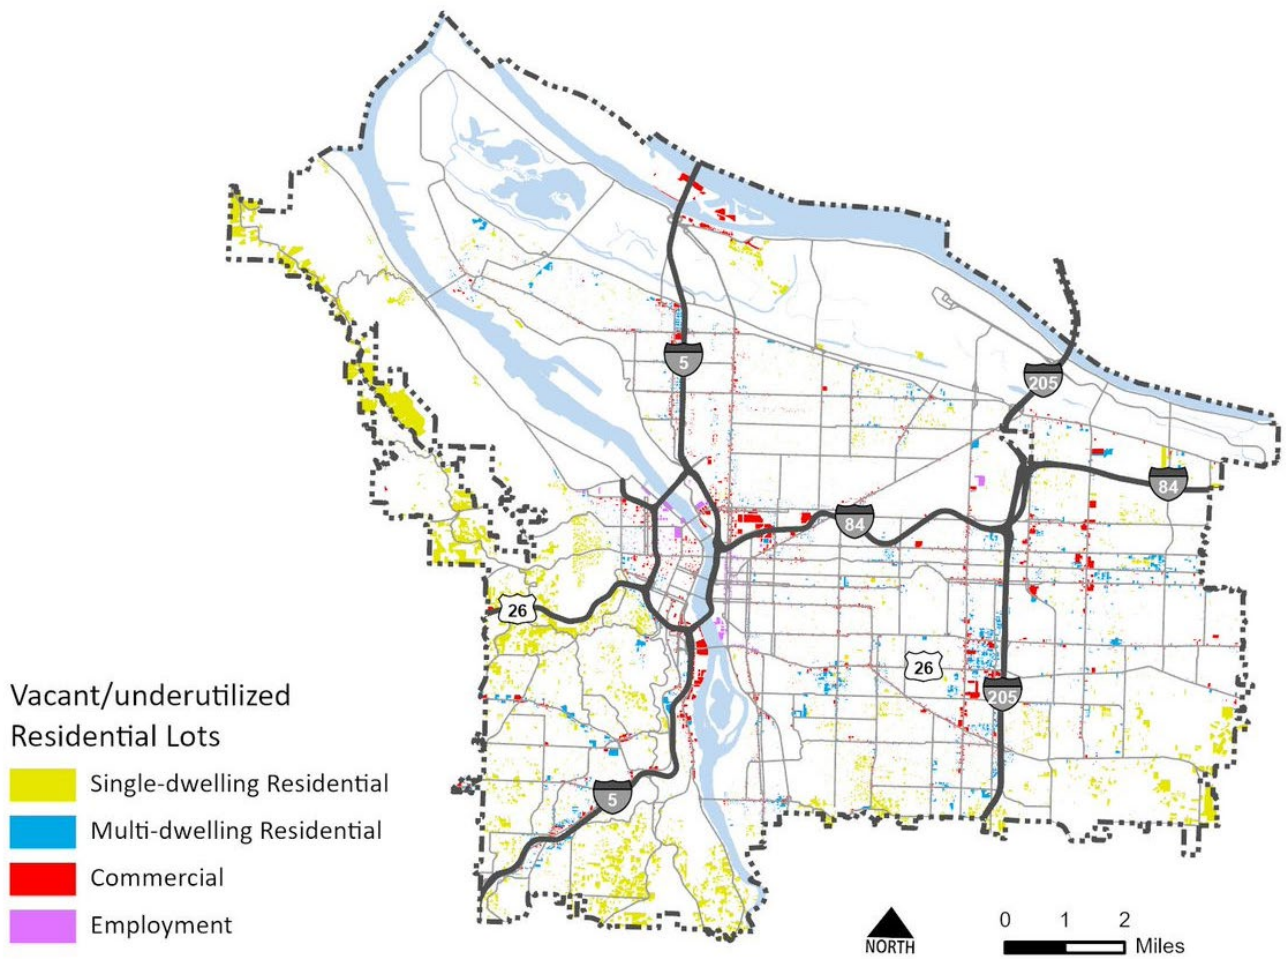 5
205
84
84
26
26
205
5
Vacant/underutilized
Residential Lots
Single-dwelling Residential
Multi-dwelling Residential
Commercial
Employment
NORTH
0 1 2
Miles